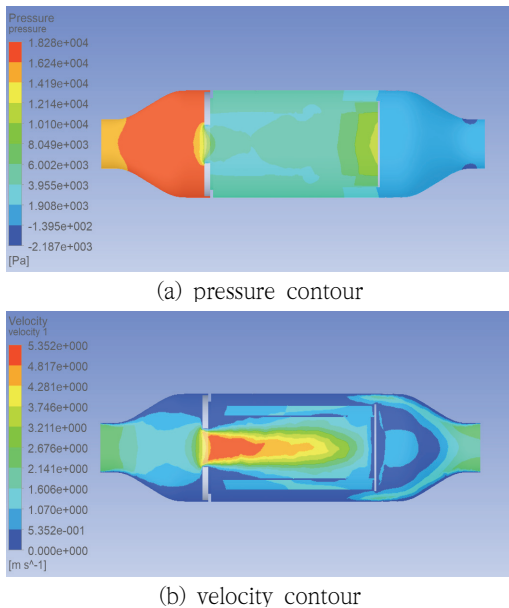 Pressure
pressure
1.828e+004
1.624e+004
1.419e+004
1.214e+004
1.010e+004
8.049e+003
6.002e+003
3.955e+003
1.908e+003
-1.395e+002
-2.187e+003
[Pa]
(a) pressure contour
Velocity
velocity 1
5.352e+000
4.817e+000
4.281e+000
3.746e+000
3.211e+000
2.676e+000
2.141e+000
1.606e+000
1.070e+000
5.352e-001
0.000e+000
[m s^-1]
(b) velocity contour